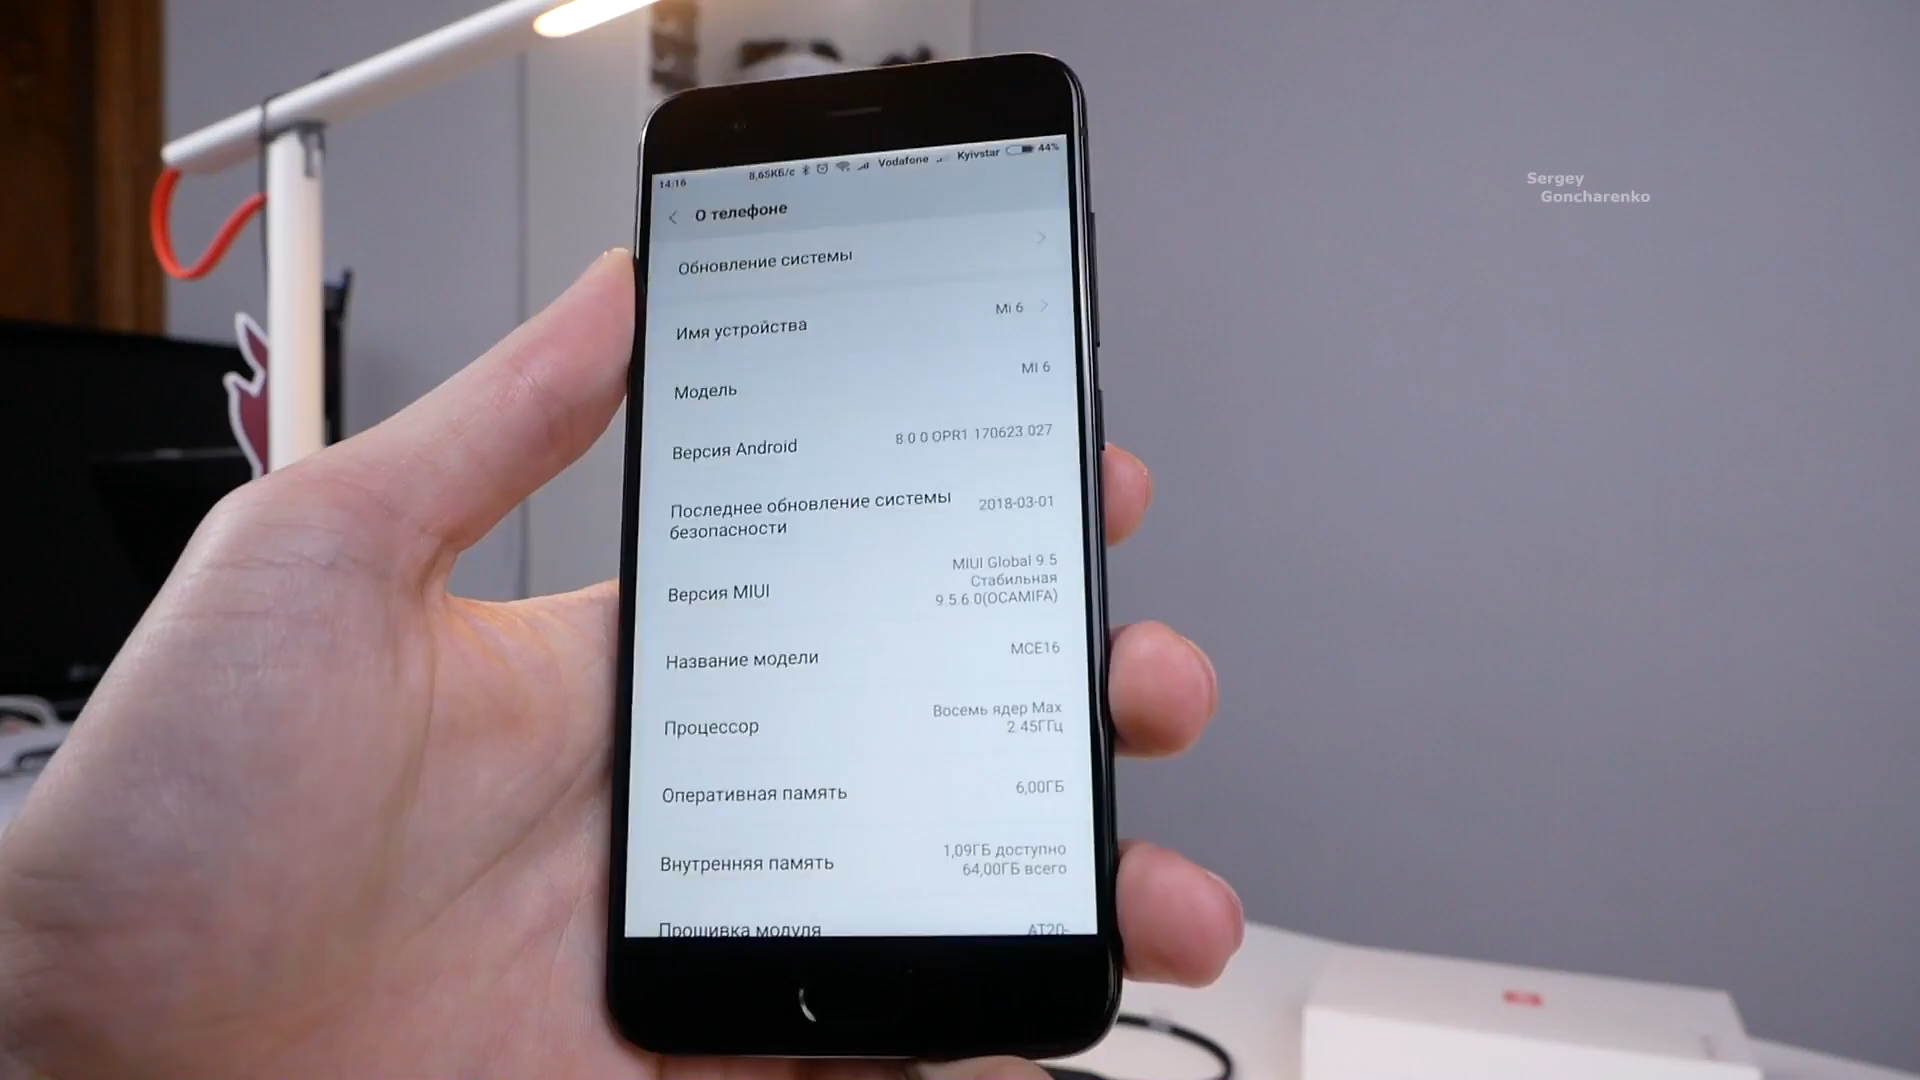 Sergey
Goncharenko
14:16 8,65КБ/с Vodafone Kyivstar 44%
О телефоне
Обновление системы
Имя устройства Mi 6
Модель MI 6
Версия Android 8.0.0 OPR1.170623.027
Последнее обновление системы
безопасности 2018-03-01
Версия MIUI MIUI Global 9.5
Стабильная
9.5.6.0(OCAMIFA)
Название модели MCE16
Процессор Восемь ядер Max
2.45ГГц
Оперативная память 6,00ГБ
Внутренняя память 1,09ГБ доступно
64,00ГБ всего
Прошивка модуля AT20-